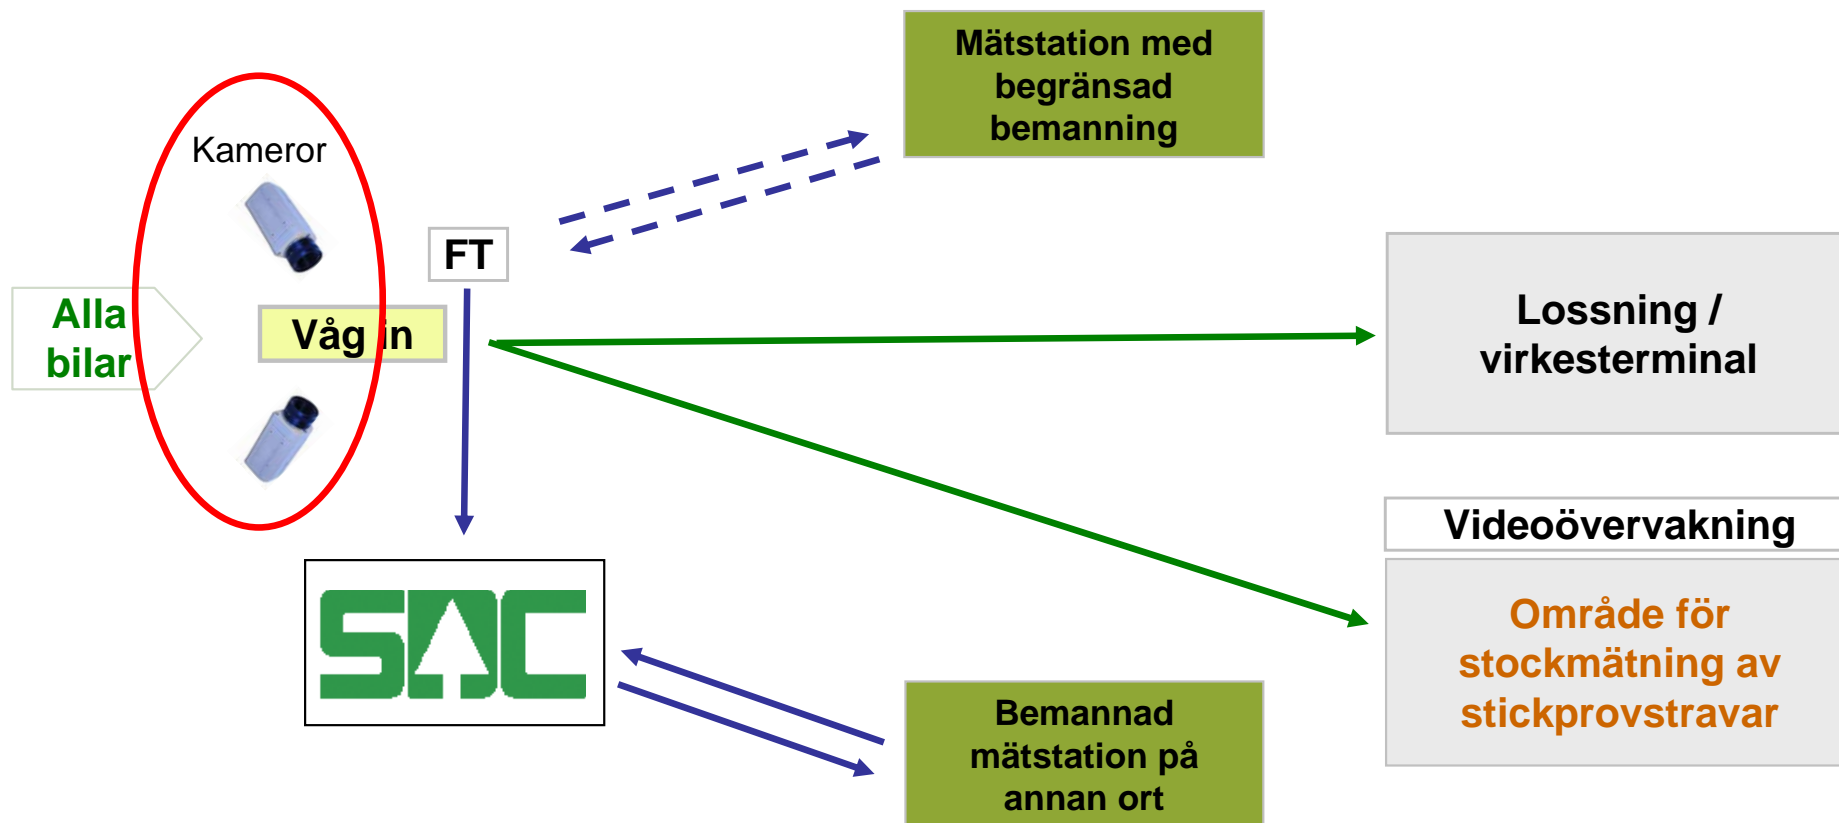 Mätstation med
begränsad
bemanning
Kameror
FT
Alla
bilar
Våg in
Lossning /
virkesterminal
Videoövervakning
Område för
stockmätning av
stickprovstravar
SDC
Bemannad
mätstation på
annan ort